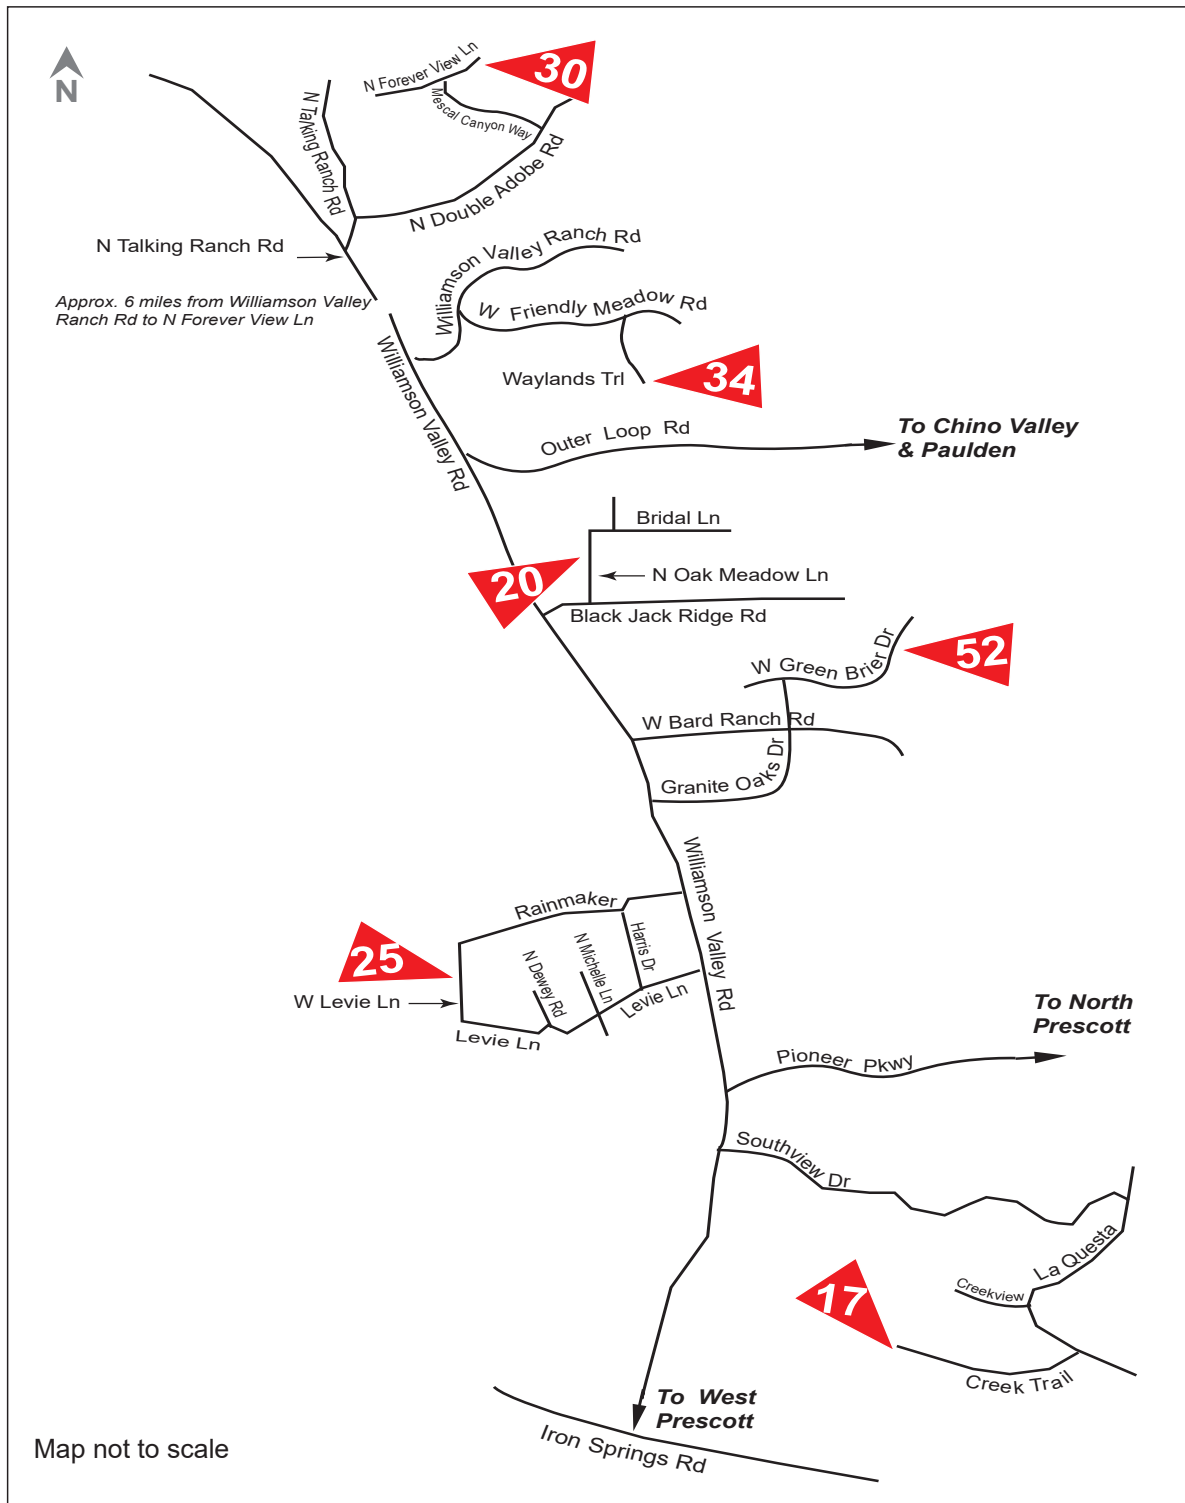 N
N Forever View Ln
30
Mescal Canyon Way
N Talking Ranch Rd
N Double Adobe Rd
N Talking Ranch Rd
Williamson Valley Ranch Rd
Approx. 6 miles from Williamson Valley
Ranch Rd to N Forever View Ln
W Friendly Meadow Rd
Williamson Valley Rd
Waylands Trl
34
Outer Loop Rd
To Chino Valley
& Paulden
Bridal Ln
20
N Oak Meadow Ln
Black Jack Ridge Rd
W Green Brier Dr
52
W Bard Ranch Rd
Granite Oaks Dr
Williamson Valley Rd
Rainmaker
Harris Dr
N Michelle Ln
N Dewey Rd
25
W Levie Ln
Levie Ln
Levie Ln
To North
Prescott
Pioneer Pkwy
Southview Dr
La Questa
Creekview
17
Creek Trail
To West
Prescott
Iron Springs Rd
Map not to scale